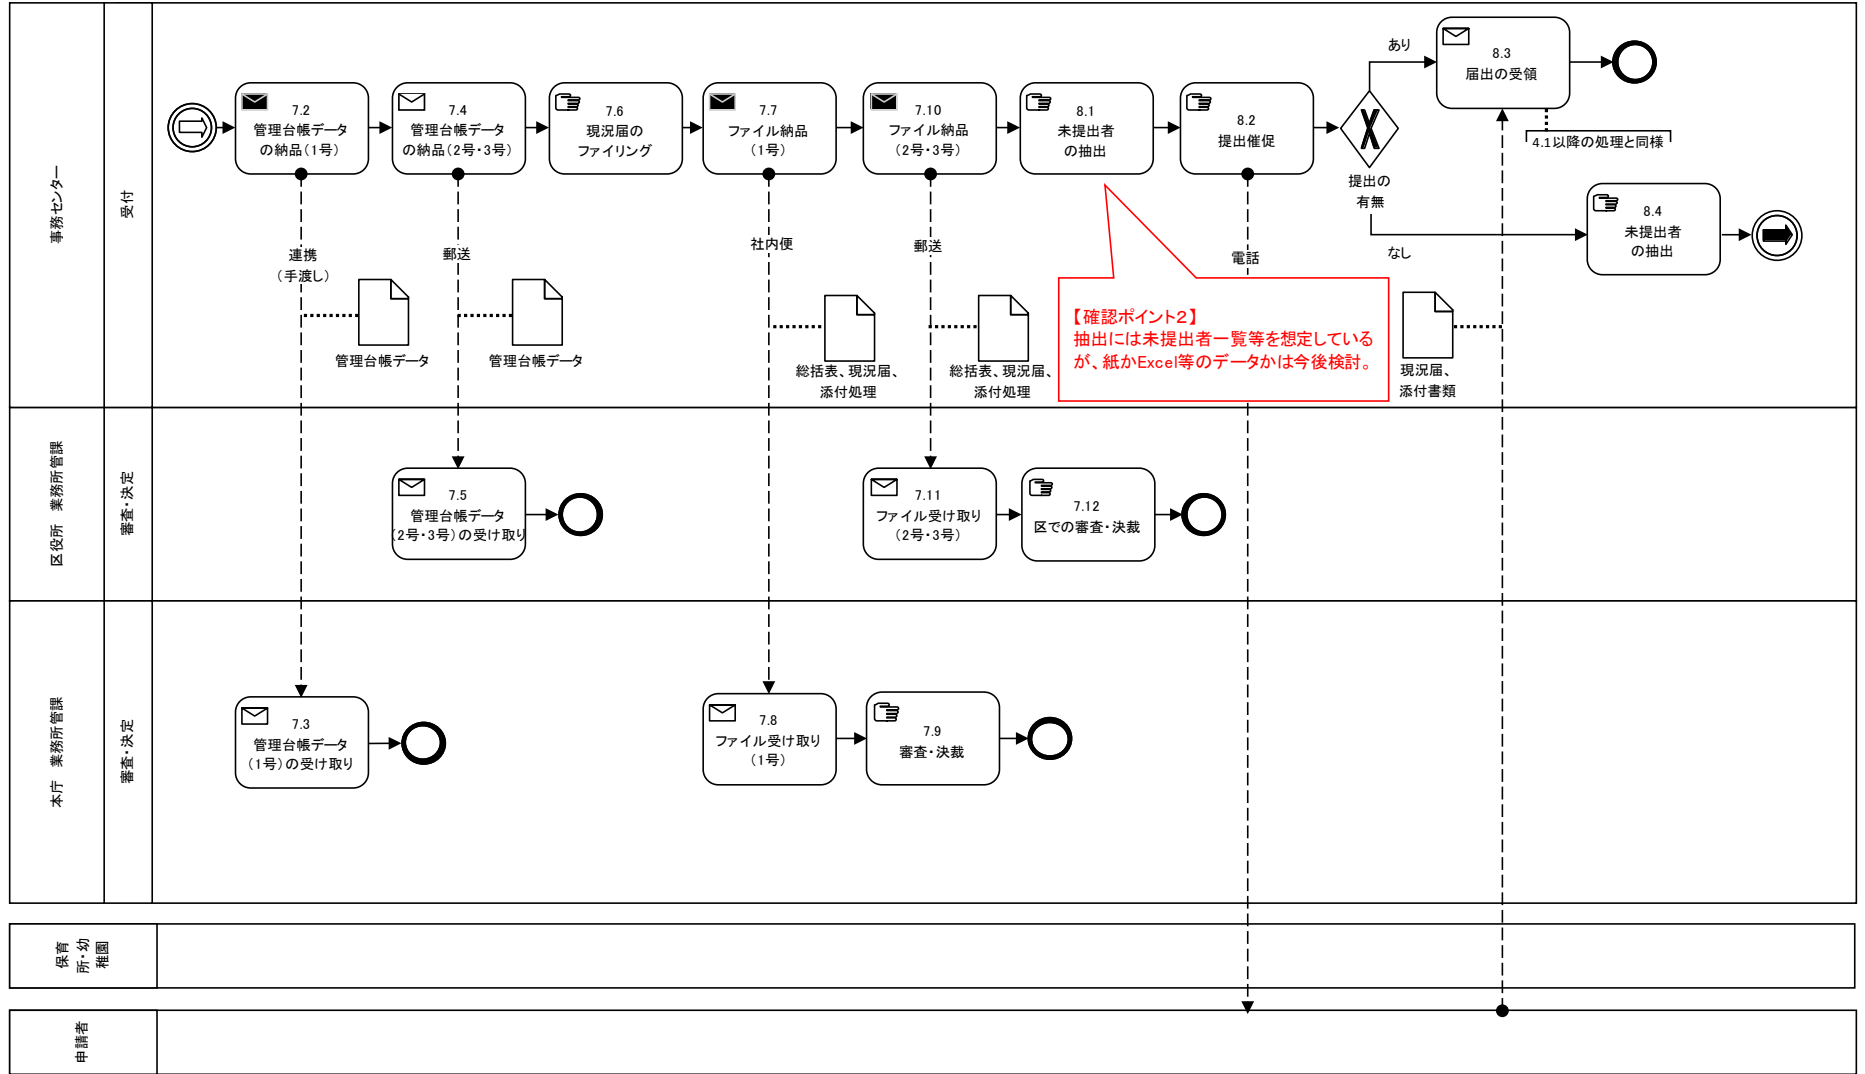 事務センター
受付
7.2
管理台帳データ
の納品(1号)
7.4
管理台帳データ
の納品(2号・3号)
7.6
現況届の
ファイリング
7.7
ファイル納品
(1号)
7.10
ファイル納品
(2号・3号)
8.1
未提出者
の抽出
8.2
提出催促
提出の
有無
あり
なし
8.3
届出の受領
4.1以降の処理と同様
8.4
未提出者
の抽出
連携
(手渡し)
管理台帳データ
郵送
管理台帳データ
社内便
総括表、現況届、
添付処理
郵送
総括表、現況届、
添付処理
電話
【確認ポイント2】
抽出には未提出者一覧等を想定している
が、紙かExcel等のデータかは今後検討。
現況届、
添付書類
区役所 業務所管課
審査・決定
7.5
管理台帳データ
(2号・3号)の受け取り
7.11
ファイル受け取り
(2号・3号)
7.12
区での審査・決裁
本庁 業務所管課
審査・決定
7.3
管理台帳データ
(1号)の受け取り
7.8
ファイル受け取り
(1号)
7.9
審査・決裁
保育
所・幼
稚園
申請者